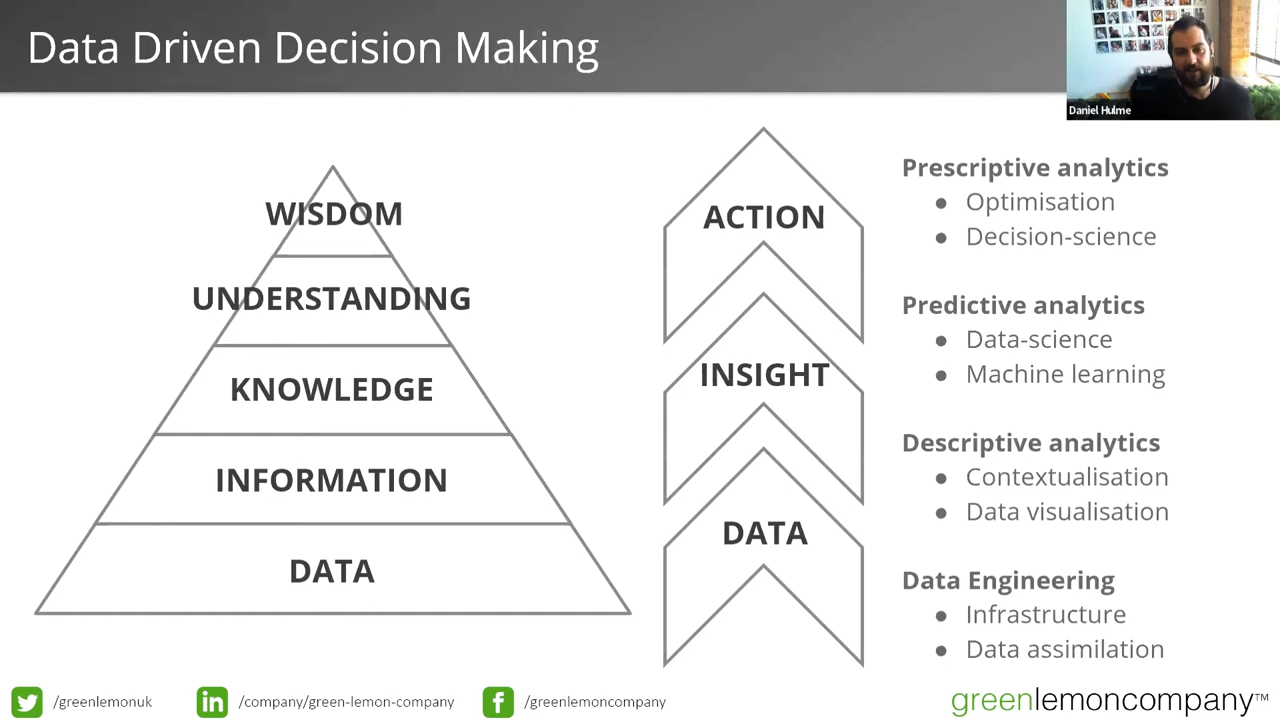 Data Driven Decision Making
Daniel Hulme
WISDOM
UNDERSTANDING
KNOWLEDGE
INFORMATION
DATA
ACTION
INSIGHT
DATA
Prescriptive analytics
● Optimisation
● Decision-science
Predictive analytics
● Data-science
● Machine learning
Descriptive analytics
● Contextualisation
● Data visualisation
Data Engineering
● Infrastructure
● Data assimilation
/greenlemonuk
in /company/green-lemon-company
f /greenlemoncompany
greenlemoncompany™